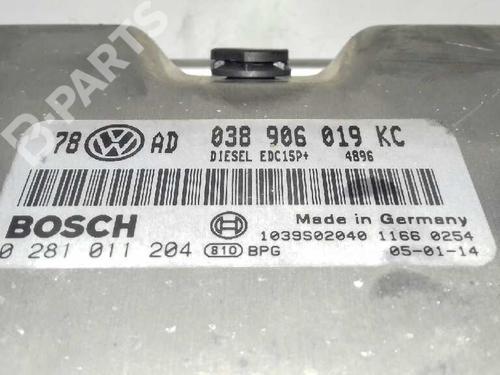 B-PARTS
78 VW AD 038 906 019 KC
DIESEL EDC15P+ 4896
BOSCH
Made in Germany
0 281 011 204 810 BPG
1039S02040 1166 0254
05-01-14